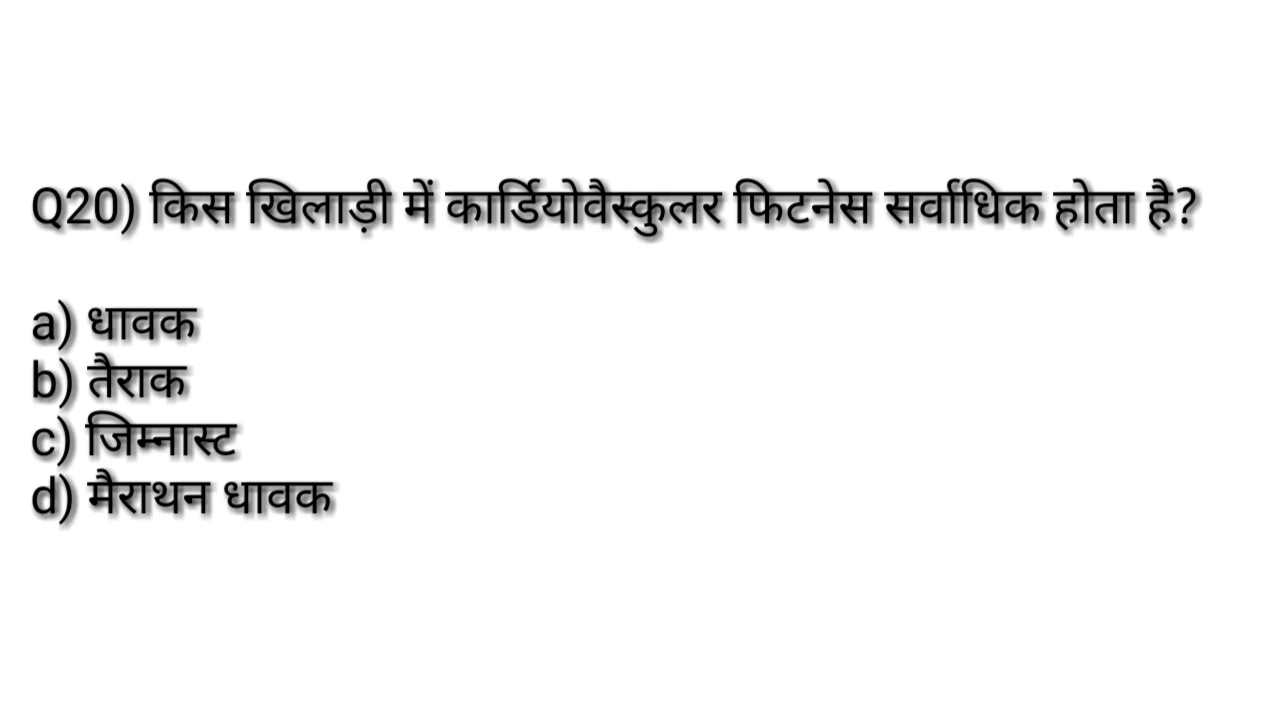 Q20) किस खिलाड़ी में कार्डियोवैस्कुलर फिटनेस सर्वाधिक होता है?
a) धावक
b) तैराक
c) जिम्नास्ट
d) मैराथन धावक